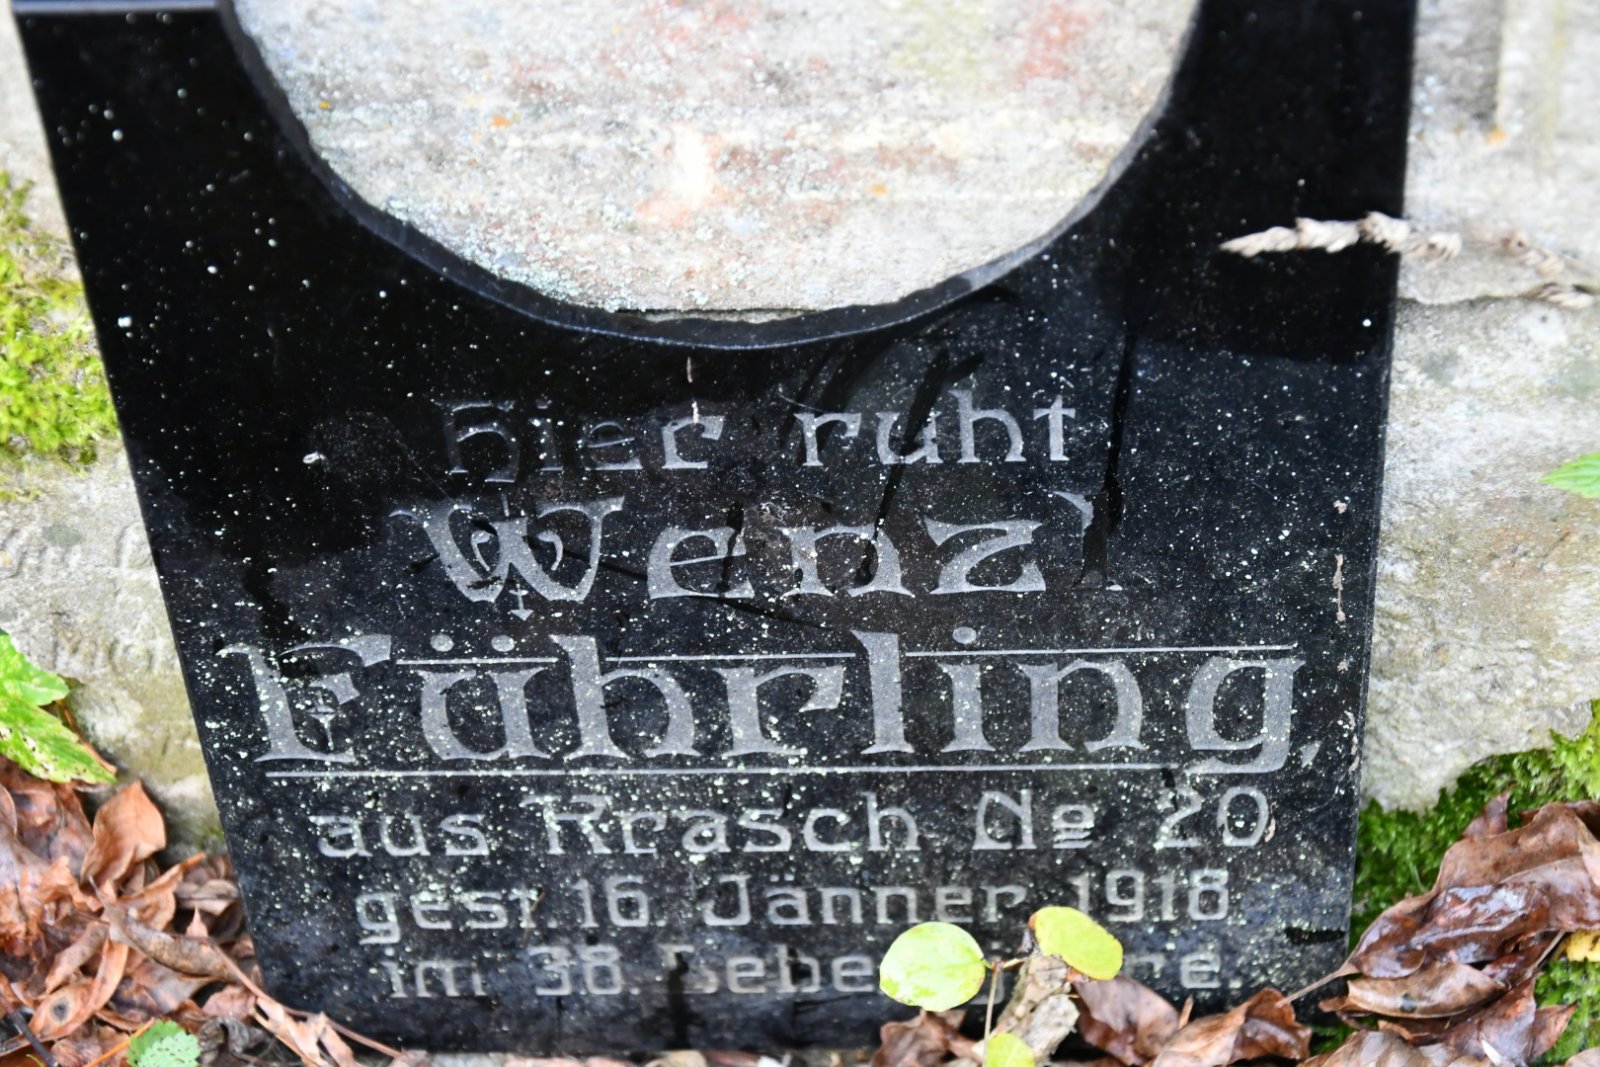 Hier ruht
Wenzl
Führling,
aus Krasch No 20
gest. 16. Jänner 1918
im 38.